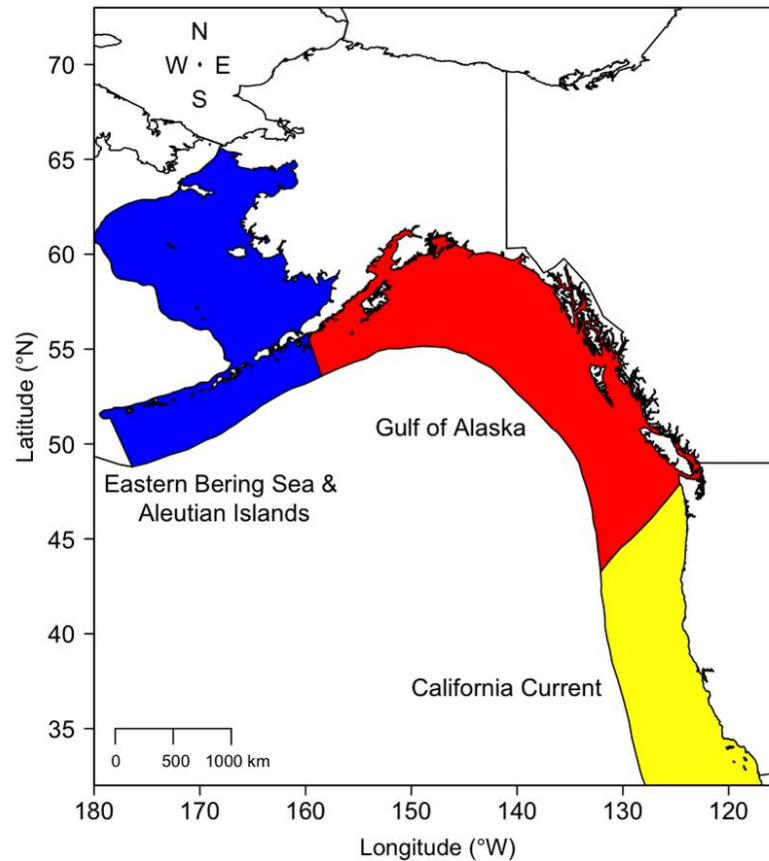 N
W · E
S
70
65
60
55
50
45
40
35
Latitude (°N)
Gulf of Alaska
Eastern Bering Sea &
Aleutian Islands
California Current
0 500 1000 km
180 170 160 150 140 130 120
Longitude (°W)